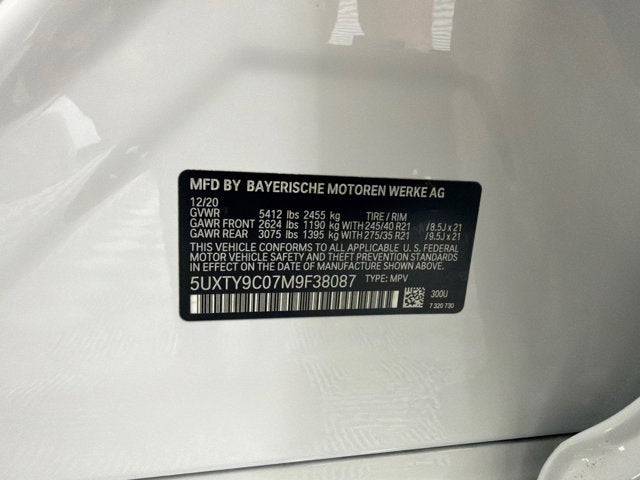 MFD BY BAYERISCHE MOTOREN WERKE AG
12/20
GVWR 5412 lbs 2455 kg TIRE / RIM
GAWR FRONT 2624 lbs 1190 kg WITH 245/40 R21 /8.5J x 21
GAWR REAR 3075 lbs 1395 kg WITH 275/35 R21 /9.5J x 21
THIS VEHICLE CONFORMS TO ALL APPLICABLE U.S. FEDERAL
MOTOR VEHICLE SAFETY AND THEFT PREVENTION STANDARDS
IN EFFECT ON THE DATE OF MANUFACTURE SHOWN ABOVE.
5UXTY9C07M9F38087 TYPE: MPV
300U
7 320 730